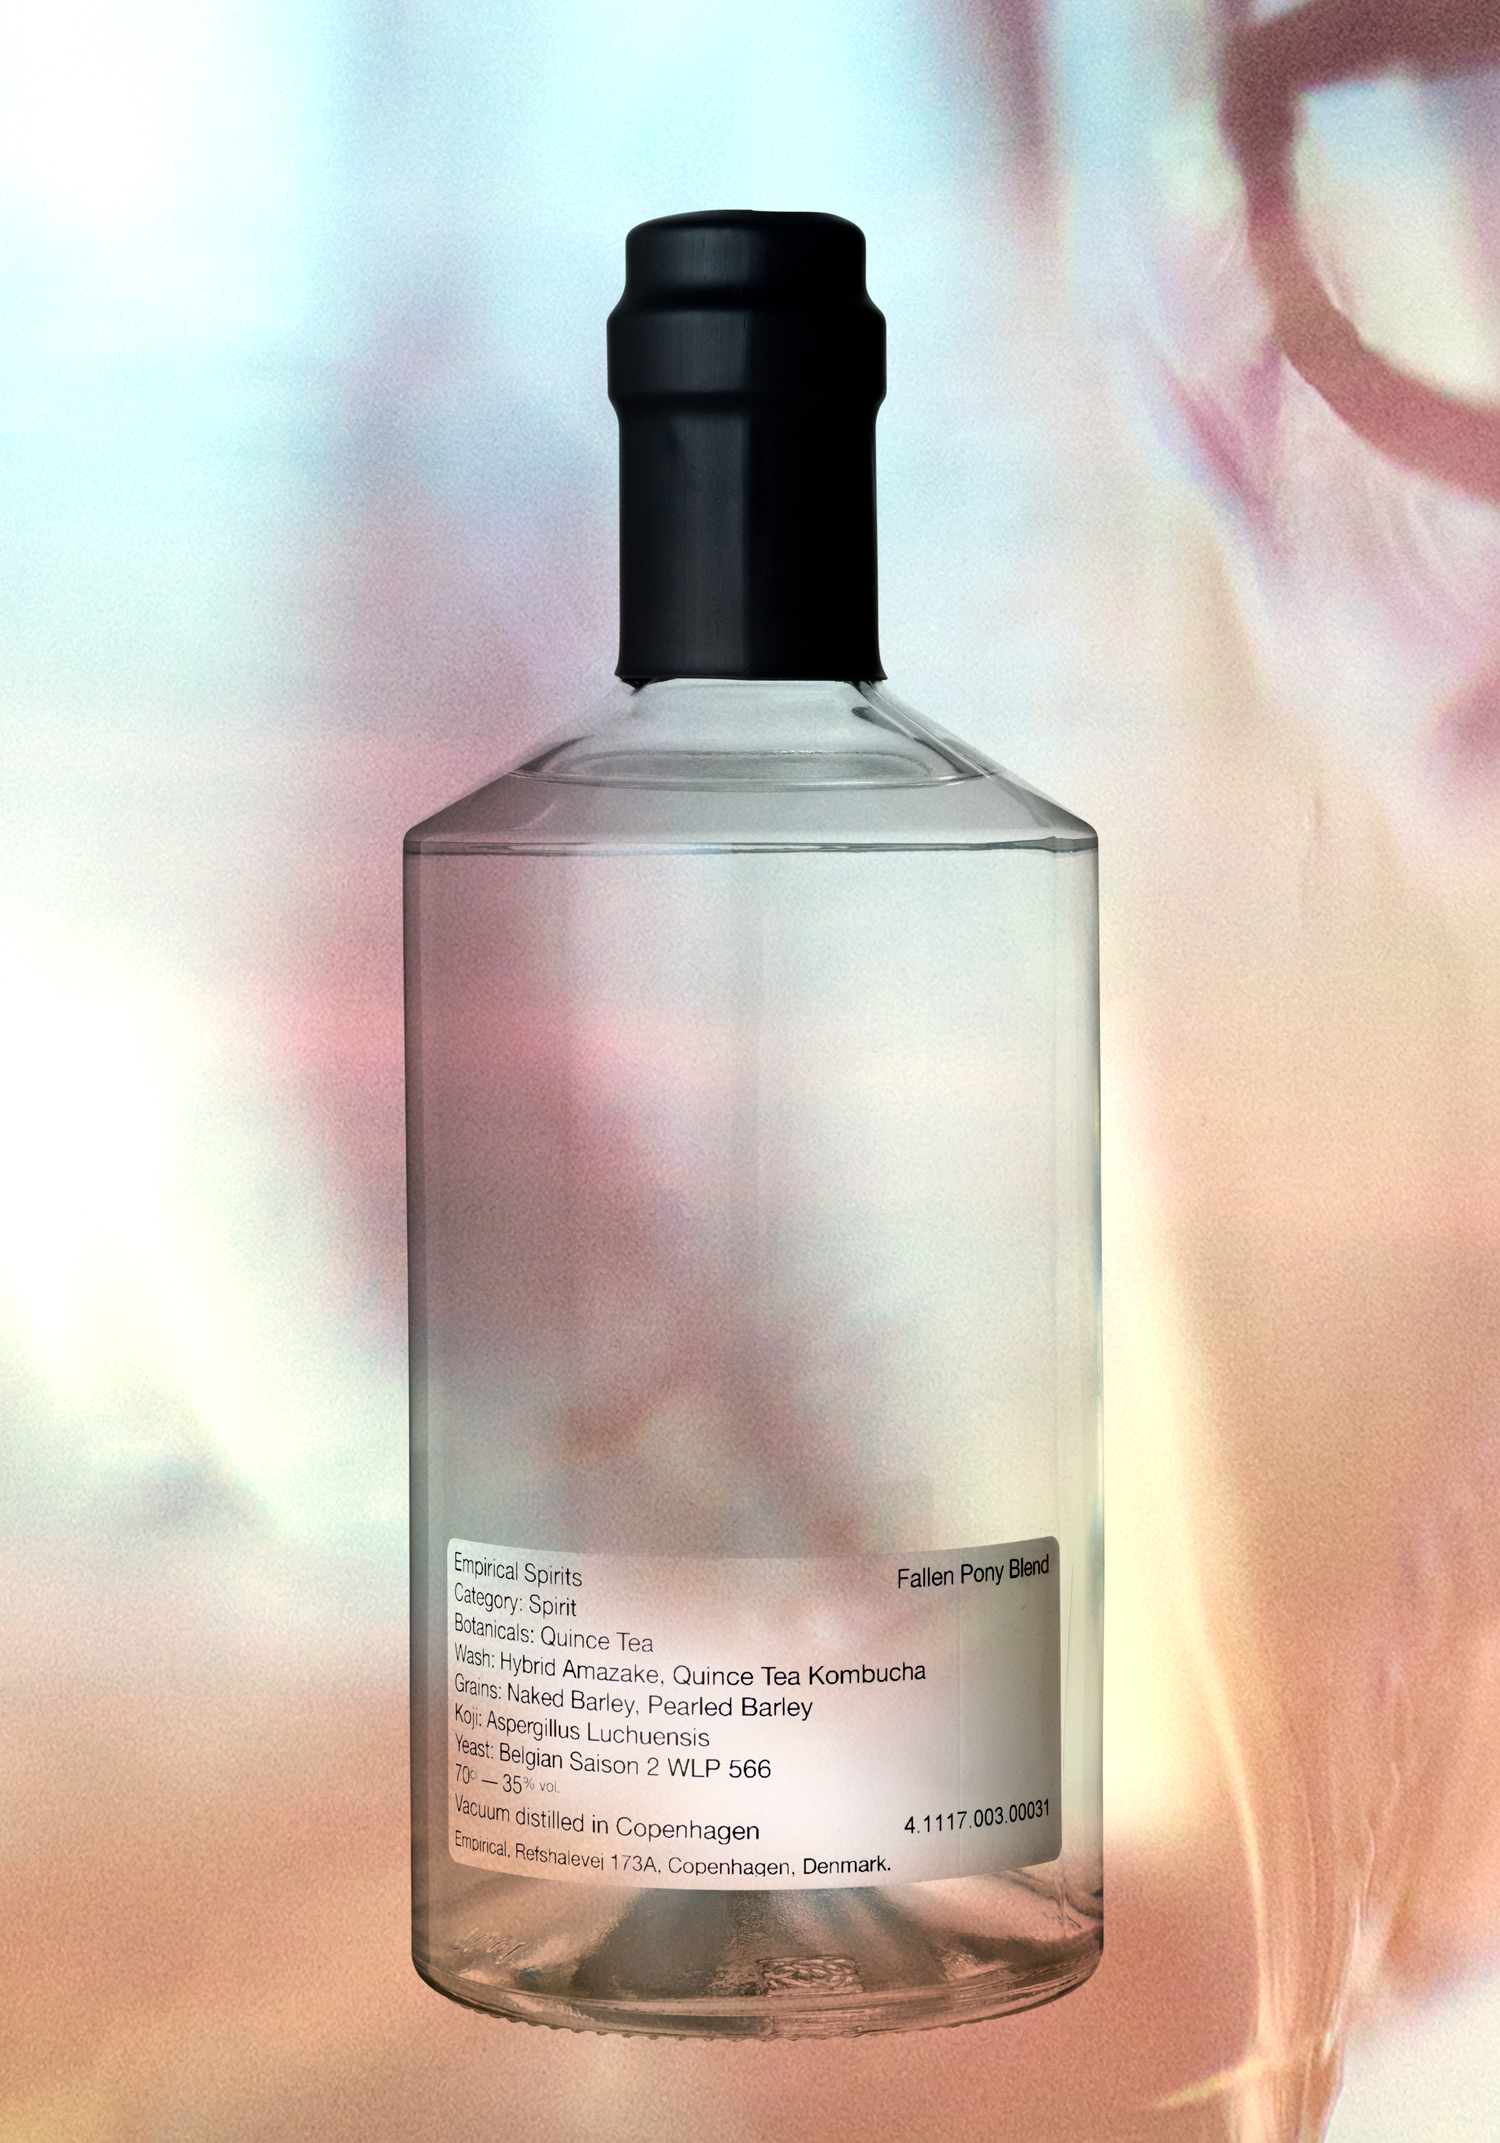 Empirical Spirits
Fallen Pony Blend
Category: Spirit
Botanicals: Quince Tea
Wash: Hybrid Amazake, Quince Tea Kombucha
Grains: Naked Barley, Pearled Barley
Koji: Aspergillus Luchuensis
Yeast: Belgian Saison 2 WLP 566
70cl — 35% vol.
Vacuum distilled in Copenhagen
4.1117.003.00031
Empirical, Refshalevej 173A, Copenhagen, Denmark.